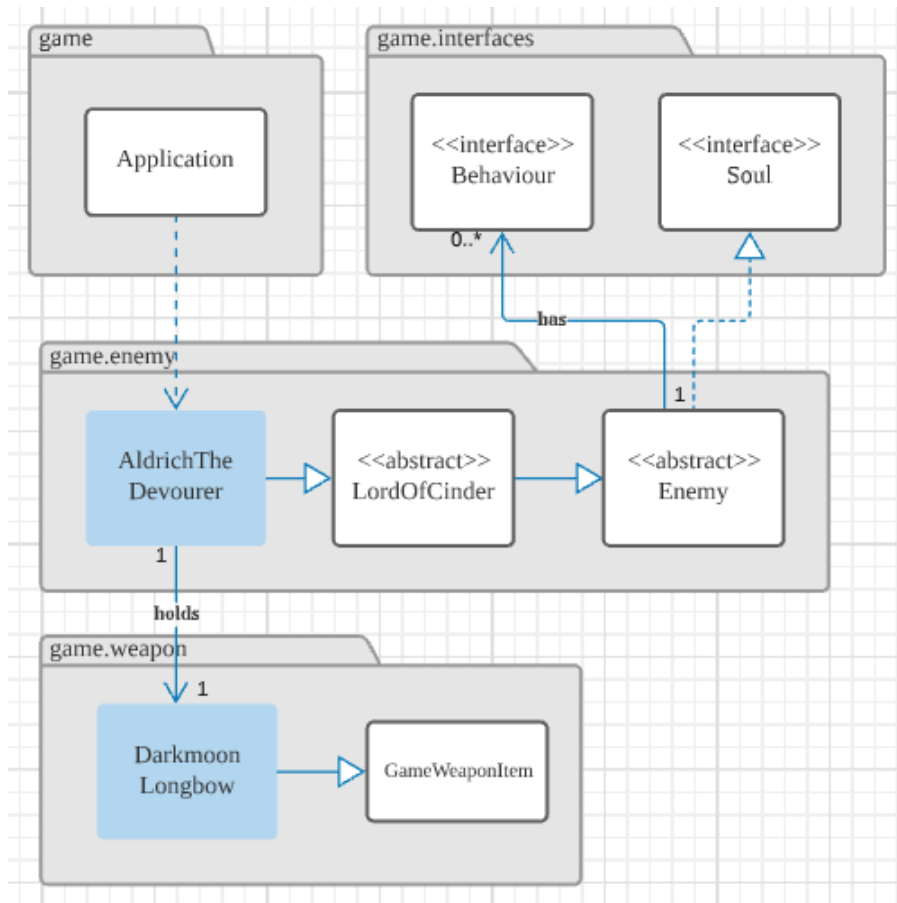 game
game.interfaces
Application
<<interface>>
Behaviour
<<interface>>
Soul
0..*
has
game.enemy
1
AldrichThe
Devourer
<<abstract>>
LordOfCinder
<<abstract>>
Enemy
1
holds
game.weapon
1
Darkmoon
Longbow
GameWeaponItem